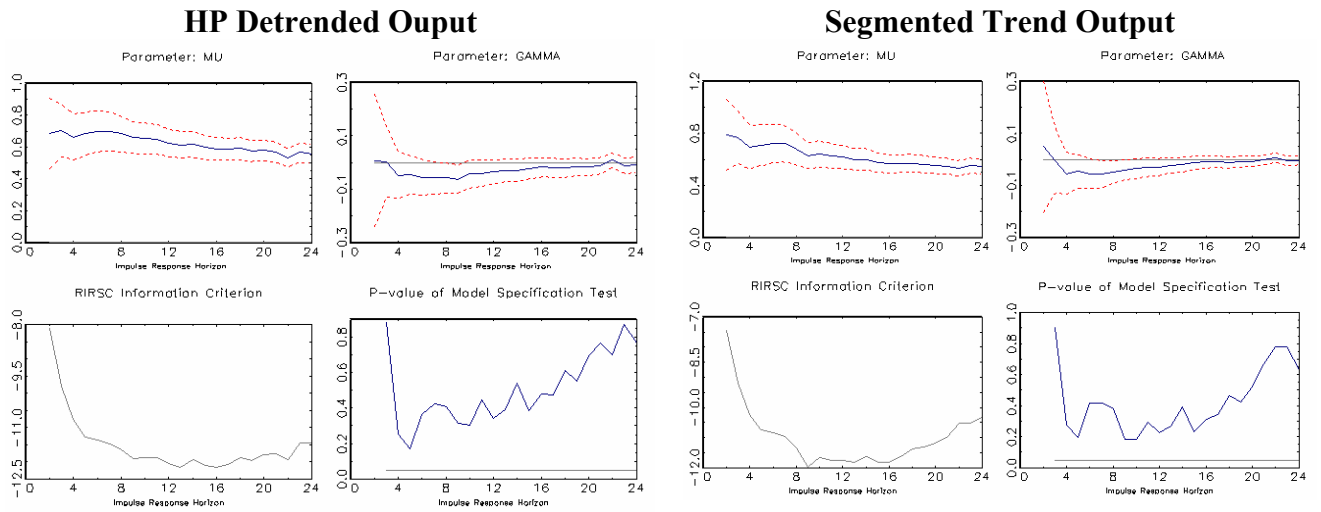 HP Detrended Ouput
Segmented Trend Output
Parameter: MU
0.0 0.2 0.4 0.6 0.8 1.0
0 4 8 12 16 20 24
Impulse Response Horizon
Parameter: GAMMA
-0.3 -0.1 0.1 0.3
0 4 8 12 16 20 24
Impulse Response Horizon
Parameter: MU
0.0 0.4 0.8 1.2
0 4 8 12 16 20 24
Impulse Response Horizon
Parameter: GAMMA
-0.3 -0.1 0.1 0.3
0 4 8 12 16 20 24
Impulse Response Horizon
RIRSC Information Criterion
-12.5 -11.0 -9.5 -8.0
0 4 8 12 16 20 24
Impulse Response Horizon
P-value of Model Specification Test
0.0 0.2 0.4 0.6 0.8
0 4 8 12 16 20 24
Impulse Response Horizon
RIRSC Information Criterion
-12.0 -10.0 -8.5 -7.0
0 4 8 12 16 20 24
Impulse Response Horizon
P-value of Model Specification Test
0.0 0.2 0.4 0.6 0.8 1.0
0 4 8 12 16 20 24
Impulse Response Horizon